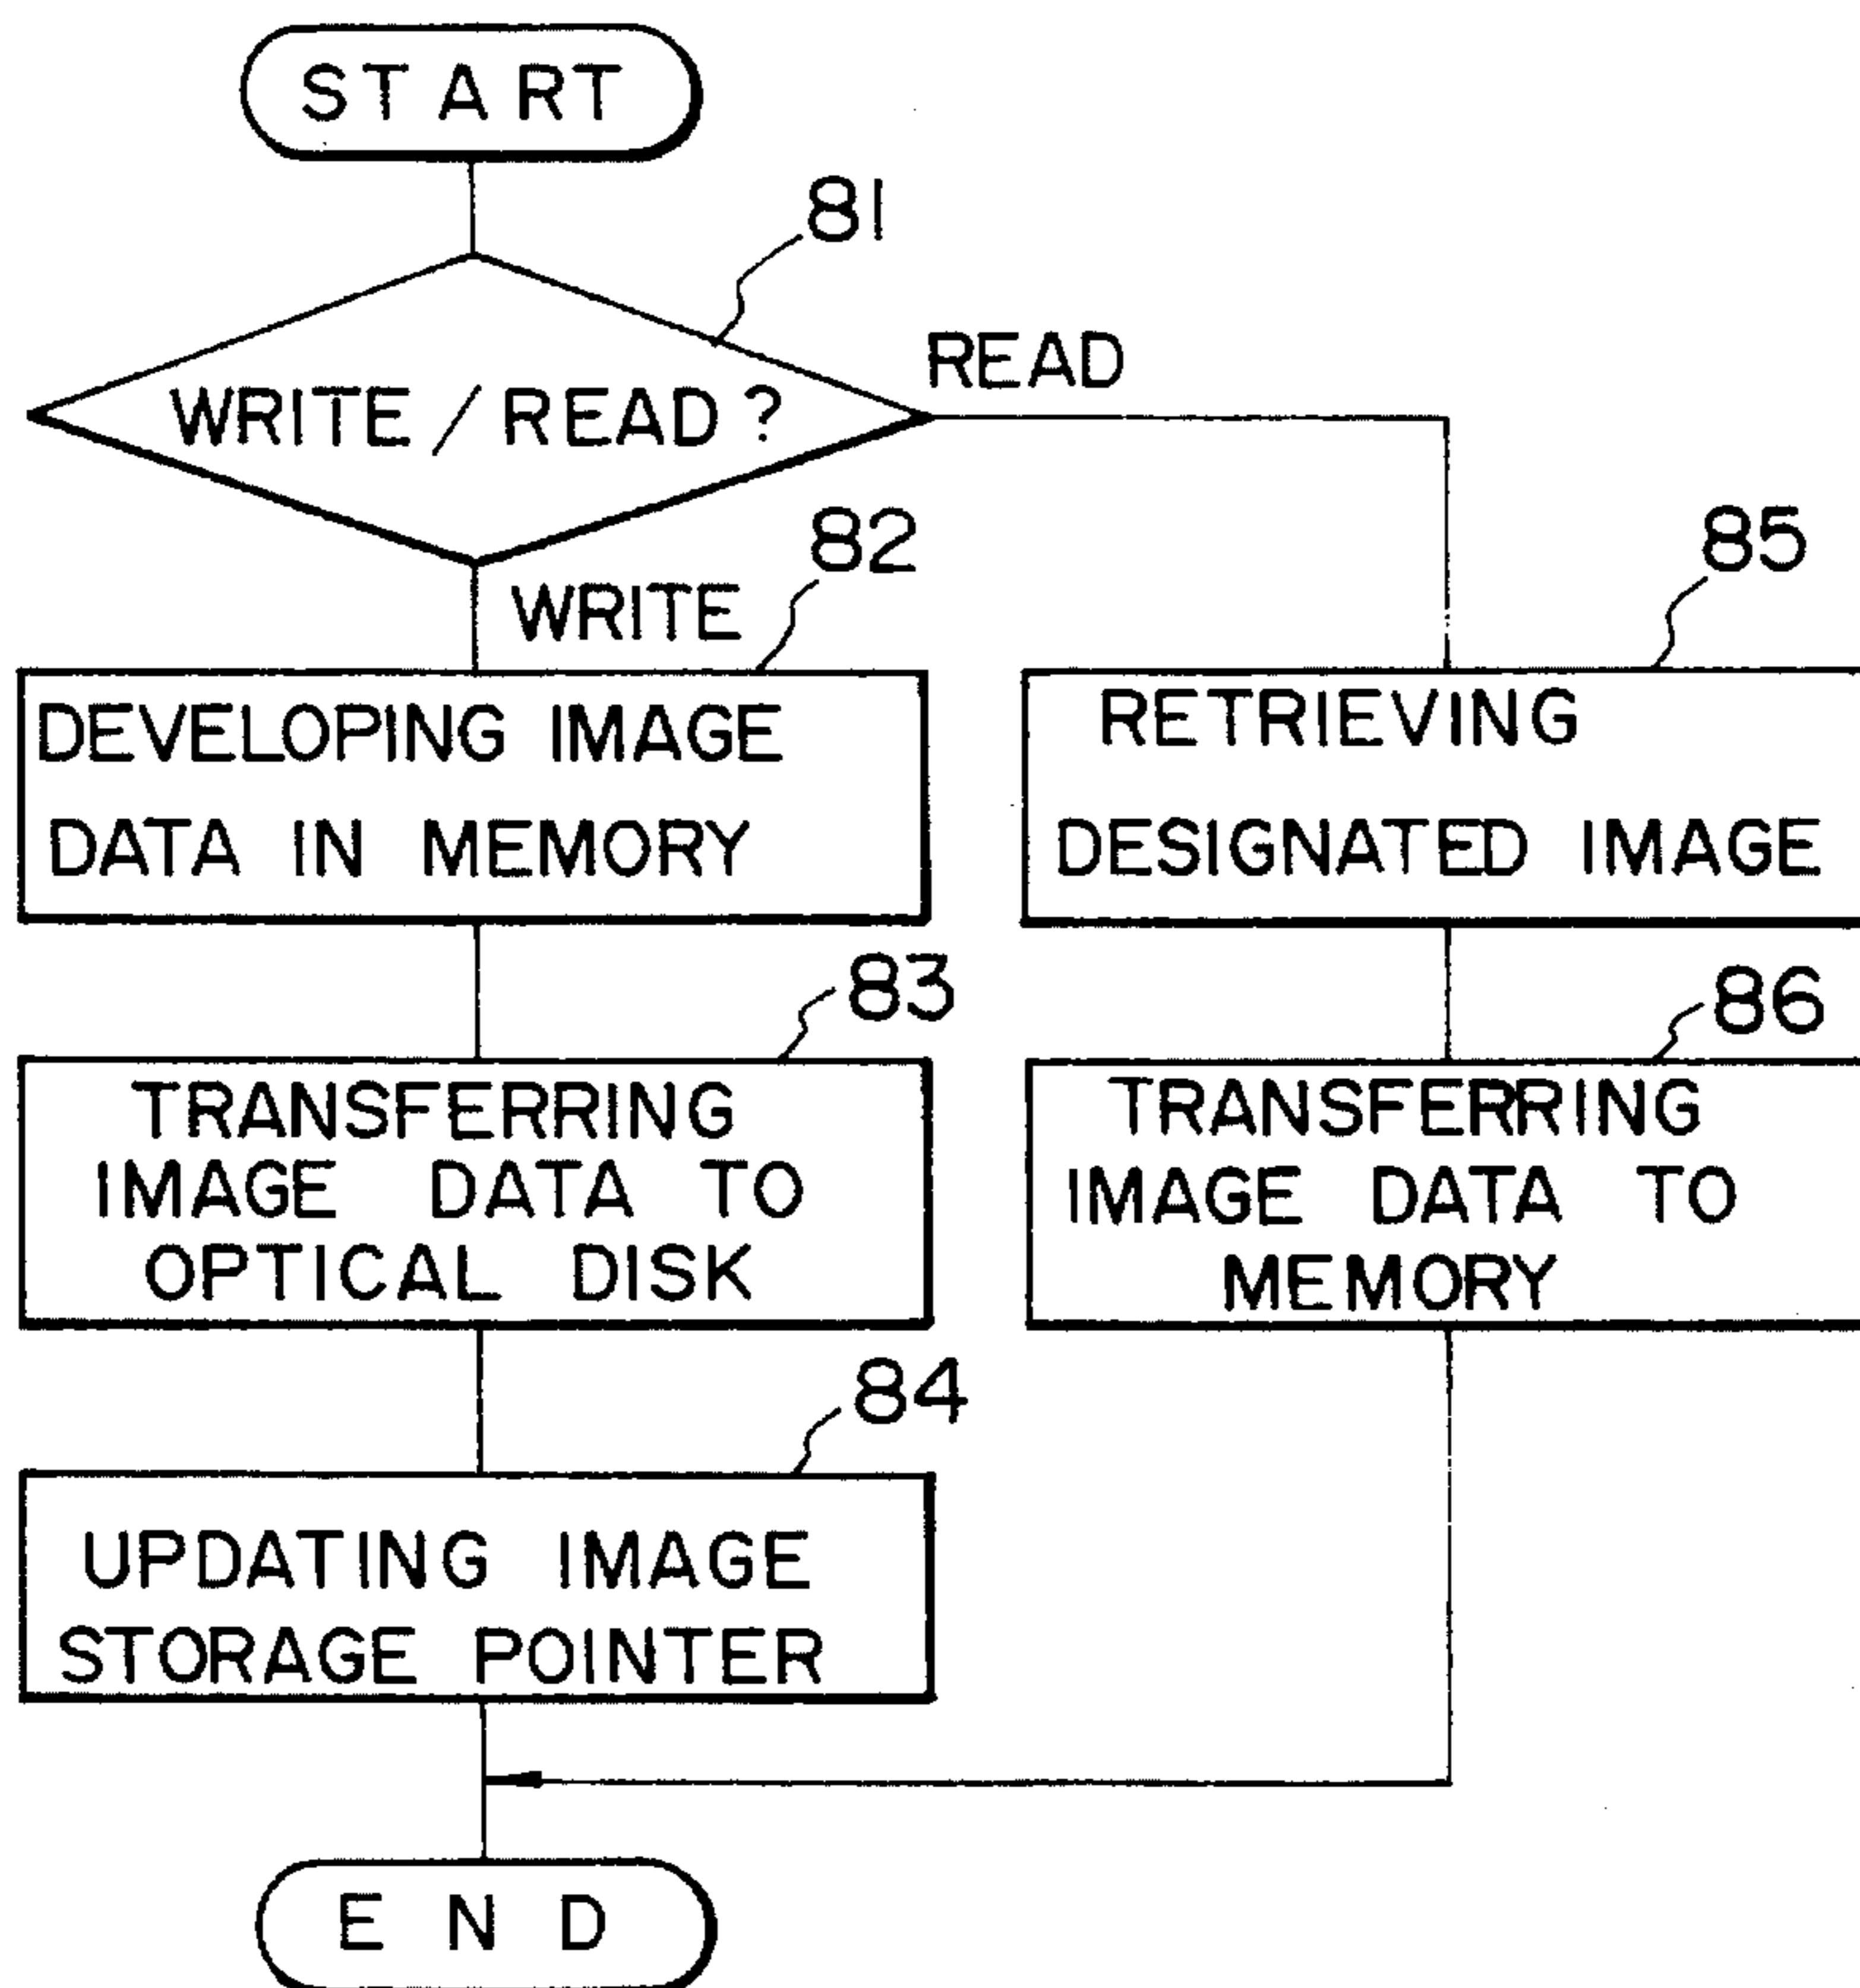 START
81
WRITE/READ?
READ
82
WRITE
DEVELOPING IMAGE
DATA IN MEMORY
83
TRANSFERRING
IMAGE DATA TO
OPTICAL DISK
84
UPDATING IMAGE
STORAGE POINTER
85
RETRIEVING
DESIGNATED IMAGE
86
TRANSFERRING
IMAGE DATA TO
MEMORY
END